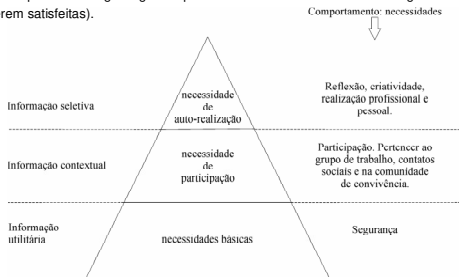 erem satisfeitas).
Comportamento: necessidades
necessidade
de
auto-realização
Informação seletiva
Reflexão, criatividade,
realização profissional e
pessoal.
necessidade
de
participação
Informação contextual
Participação. Pertencer ao
grupo de trabalho, contatos
sociais e na comunidade
de convivência.
Informação
utilitária
necessidades básicas
Segurança